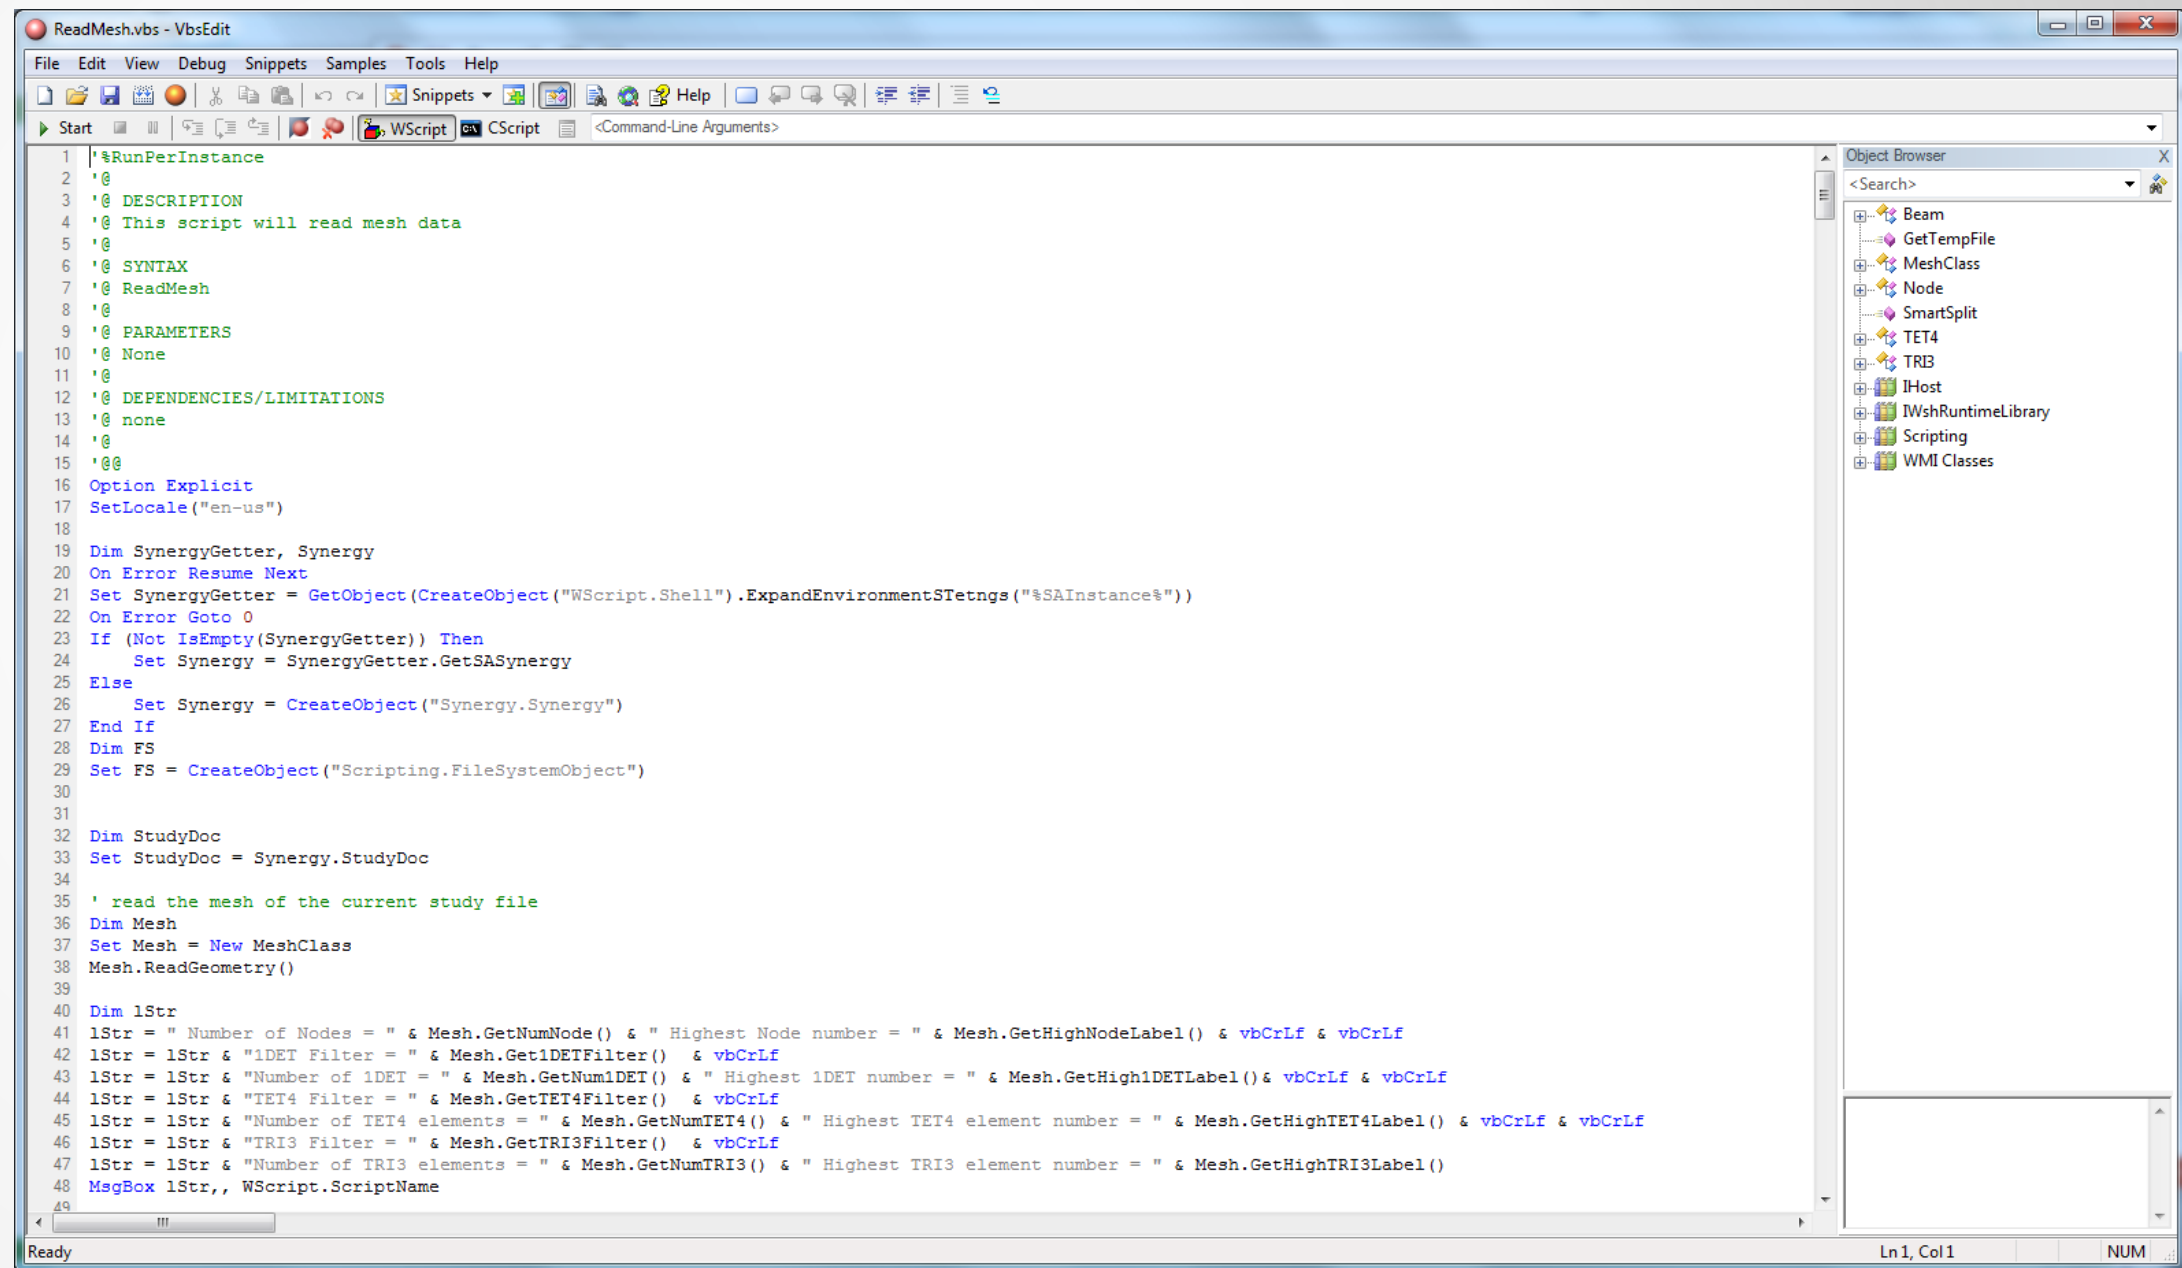 ReadMesh.vbs - VbsEdit
File Edit View Debug Snippets Samples Tools Help
Snippets Help
Start WScript CScript <Command-Line Arguments>
1 '%RunPerInstance
2 '@
3 '@ DESCRIPTION
4 '@ This script will read mesh data
5 '@
6 '@ SYNTAX
7 '@ ReadMesh
8 '@
9 '@ PARAMETERS
10 '@ None
11 '@
12 '@ DEPENDENCIES/LIMITATIONS
13 '@ none
14 '@
15 '@@
16 Option Explicit
17 SetLocale("en-us")
18
19 Dim SynergyGetter, Synergy
20 On Error Resume Next
21 Set SynergyGetter = GetObject(CreateObject("WScript.Shell").ExpandEnvironmentSTetngs("%SAInstance%"))
22 On Error Goto 0
23 If (Not IsEmpty(SynergyGetter)) Then
24     Set Synergy = SynergyGetter.GetSASynergy
25 Else
26     Set Synergy = CreateObject("Synergy.Synergy")
27 End If
28 Dim FS
29 Set FS = CreateObject("Scripting.FileSystemObject")
30
31
32 Dim StudyDoc
33 Set StudyDoc = Synergy.StudyDoc
34
35 ' read the mesh of the current study file
36 Dim Mesh
37 Set Mesh = New MeshClass
38 Mesh.ReadGeometry()
39
40 Dim lStr
41 lStr = " Number of Nodes = " & Mesh.GetNumNode() & " Highest Node number = " & Mesh.GetHighNodeLabel() & vbCrLf & vbCrLf
42 lStr = lStr & "1DET Filter = " & Mesh.Get1DETFilter()  & vbCrLf
43 lStr = lStr & "Number of 1DET = " & Mesh.GetNum1DET() & " Highest 1DET number = " & Mesh.GetHigh1DETLabel()& vbCrLf & vbCrLf
44 lStr = lStr & "TET4 Filter = " & Mesh.GetTET4Filter()  & vbCrLf
45 lStr = lStr & "Number of TET4 elements = " & Mesh.GetNumTET4() & " Highest TET4 element number = " & Mesh.GetHighTET4Label() & vbCrLf & vbCrLf
46 lStr = lStr & "TRI3 Filter = " & Mesh.GetTRI3Filter()  & vbCrLf
47 lStr = lStr & "Number of TRI3 elements = " & Mesh.GetNumTRI3() & " Highest TRI3 element number = " & Mesh.GetHighTRI3Label()
48 MsgBox lStr,, WScript.ScriptName
49
Object Browser
<Search>
Beam
GetTempFile
MeshClass
Node
SmartSplit
TET4
TRI3
IHost
IWshRuntimeLibrary
Scripting
WMI Classes
Ready Ln 1, Col 1 NUM